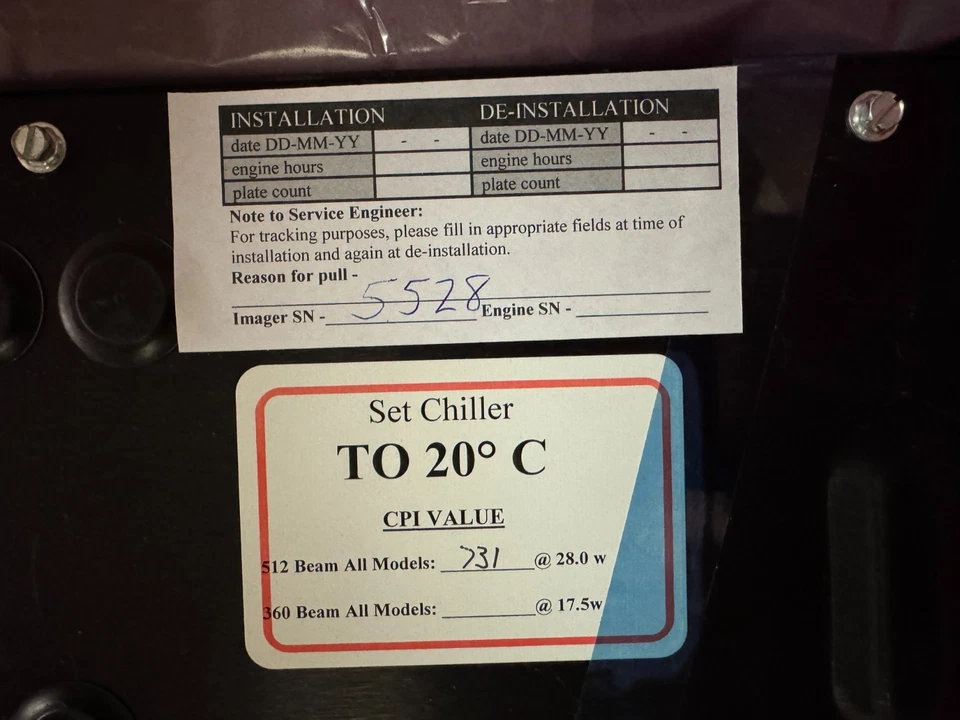 INSTALLATION DE-INSTALLATION
date DD-MM-YY - - date DD-MM-YY - -
engine hours engine hours
plate count plate count
Note to Service Engineer:
For tracking purposes, please fill in appropriate fields at time of
installation and again at de-installation.
Reason for pull -
Imager SN - 5528 Engine SN -
Set Chiller
TO 20° C
CPI VALUE
512 Beam All Models: 731 @ 28.0 w
360 Beam All Models: @ 17.5w